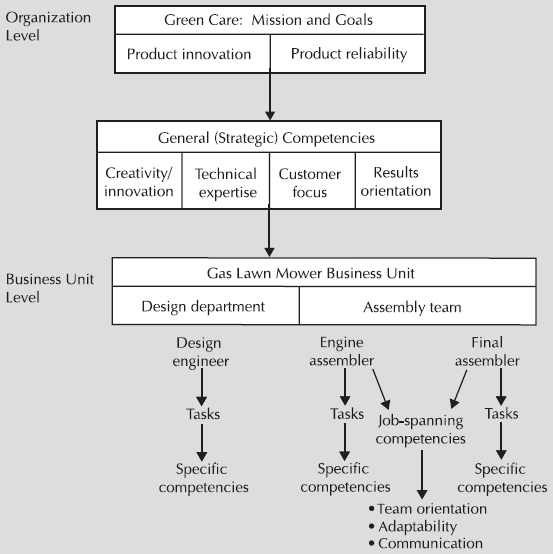 Organization
Level
Green Care: Mission and Goals
Product innovation
Product reliability
General (Strategic) Competencies
Creativity/
innovation
Technical
expertise
Customer
focus
Results
orientation
Business Unit
Level
Gas Lawn Mower Business Unit
Design department
Assembly team
Design
engineer
Engine
assembler
Final
assembler
Tasks
Tasks
Job-spanning
competencies
Tasks
Specific
competencies
Specific
competencies
Specific
competencies
• Team orientation
• Adaptability
• Communication